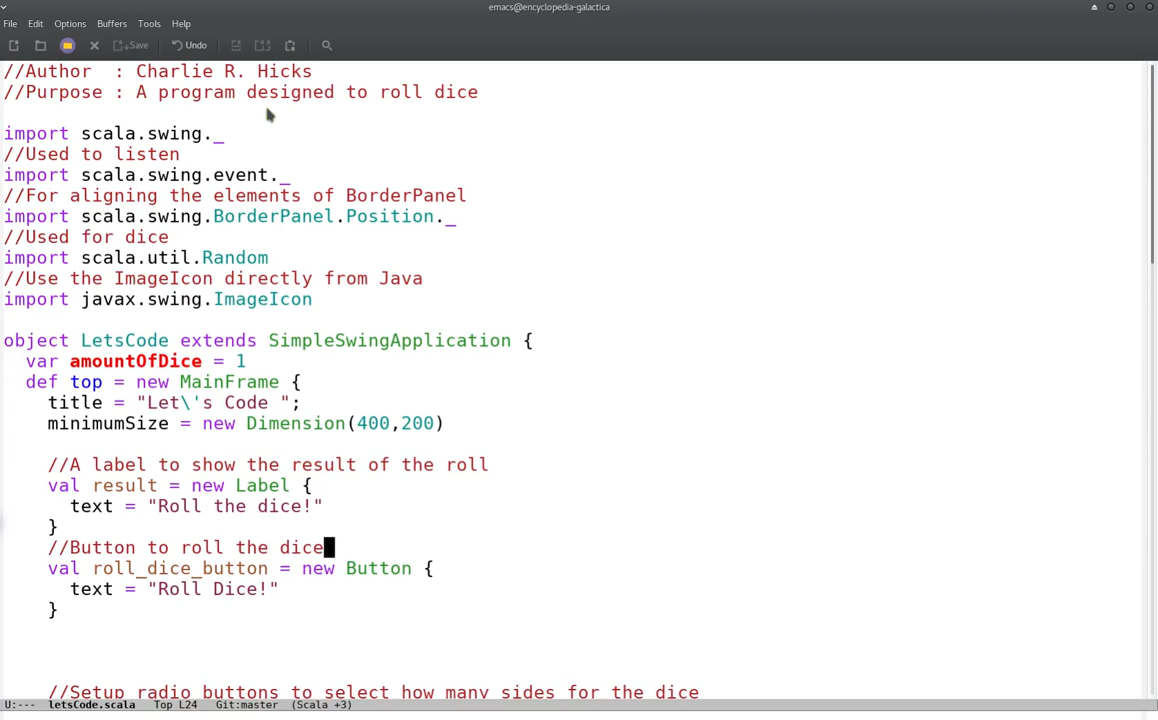 emacs@encyclopedia-galactica
File Edit Options Buffers Tools Help
Save Undo
//Author  : Charlie R. Hicks
//Purpose : A program designed to roll dice
import scala.swing._
//Used to listen
import scala.swing.event._
//For aligning the elements of BorderPanel
import scala.swing.BorderPanel.Position._
//Used for dice
import scala.util.Random
//Use the ImageIcon directly from Java
import javax.swing.ImageIcon
object LetsCode extends SimpleSwingApplication {
  var amountOfDice = 1
  def top = new MainFrame {
    title = "Let\'s Code ";
    minimumSize = new Dimension(400,200)
    //A label to show the result of the roll
    val result = new Label {
      text = "Roll the dice!"
    }
    //Button to roll the dice
    val roll_dice_button = new Button {
      text = "Roll Dice!"
    }
    //Setup radio buttons to select how many sides for the dice
U:--- letsCode.scala Top L24 Git:master (Scala +3)